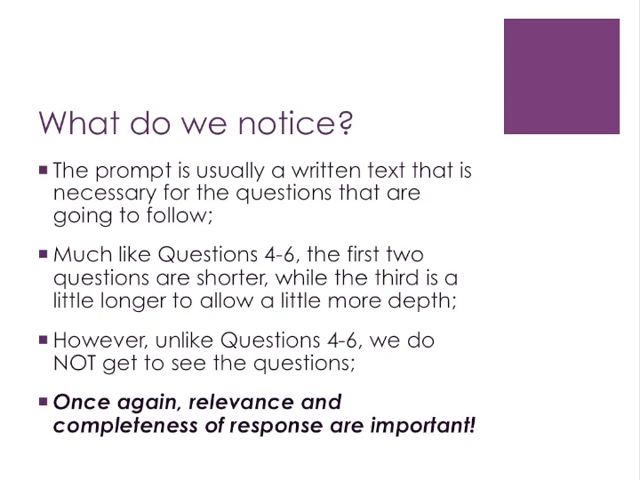 What do we notice?
The prompt is usually a written text that is
necessary for the questions that are
going to follow;
Much like Questions 4-6, the first two
questions are shorter, while the third is a
little longer to allow a little more depth;
However, unlike Questions 4-6, we do
NOT get to see the questions;
Once again, relevance and
completeness of response are important!